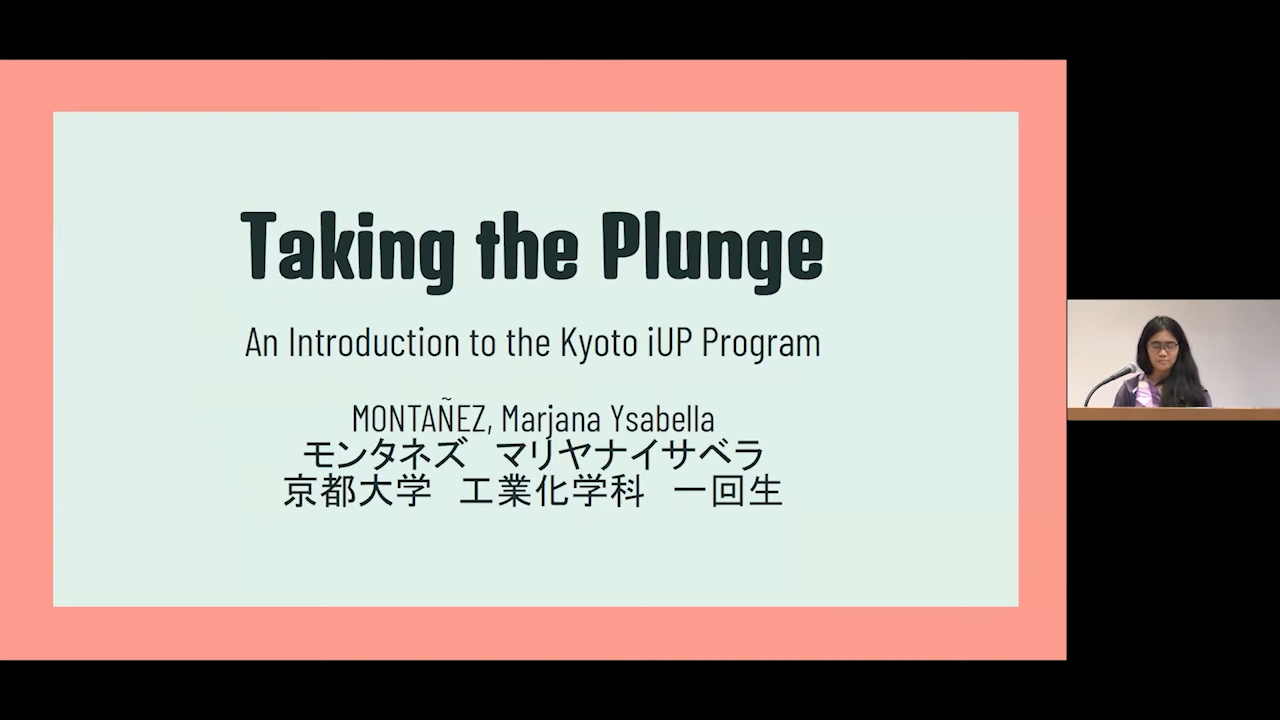 Taking the Plunge
An Introduction to the Kyoto iUP Program
MONTAÑEZ, Marjana Ysabella
モンタネズ　マリヤナイサベラ
京都大学　工業化学科　一回生